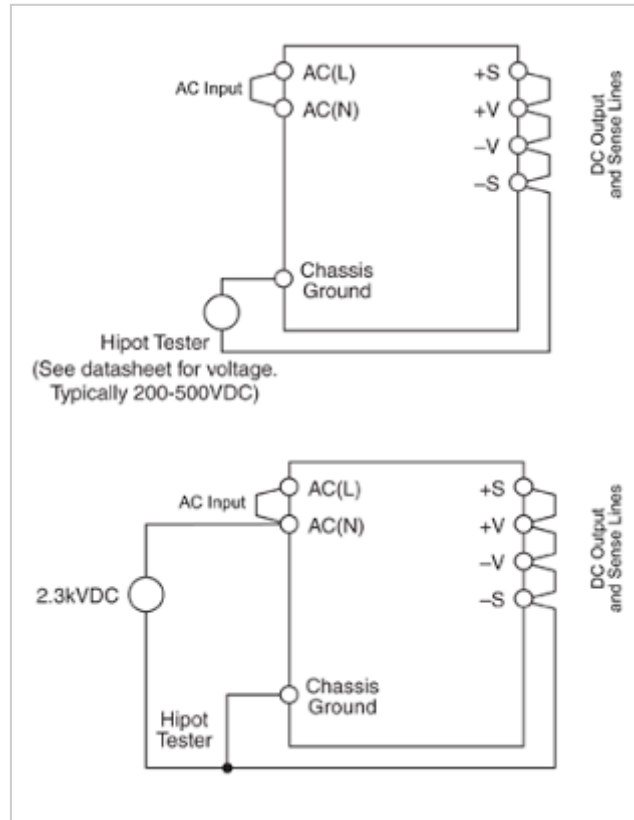 AC Input
AC(L)
AC(N)
+S
+V
–V
–S
DC Output
and Sense Lines
Chassis
Ground
Hipot Tester
(See datasheet for voltage.
Typically 200-500VDC)
AC Input
AC(L)
AC(N)
+S
+V
–V
–S
DC Output
and Sense Lines
2.3kVDC
Chassis
Ground
Hipot
Tester